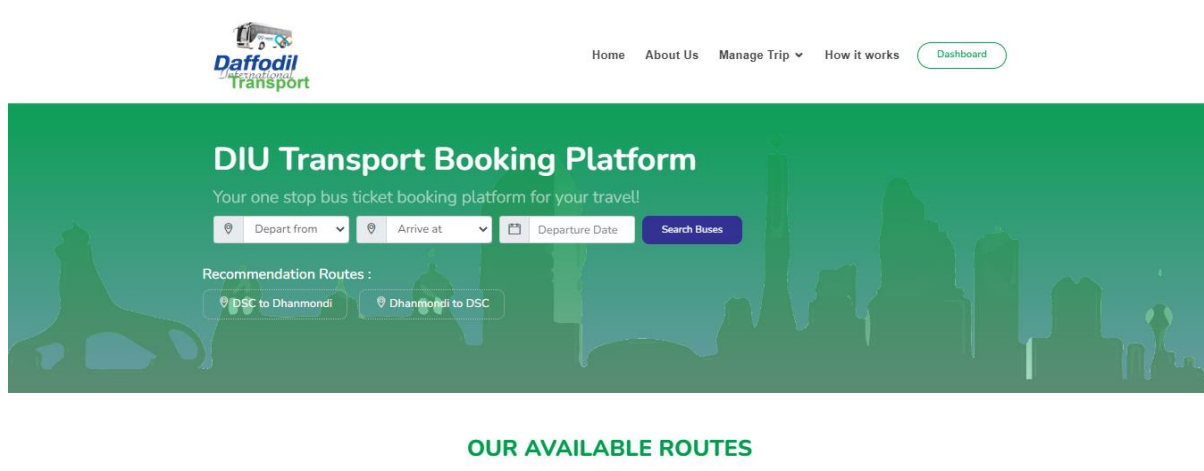 Daffodil
International
Transport
Home About Us Manage Trip How it works Dashboard
DIU Transport Booking Platform
Your one stop bus ticket booking platform for your travel!
Depart from Arrive at Departure Date Search Buses
Recommendation Routes :
DSC to Dhanmondi Dhanmondi to DSC
OUR AVAILABLE ROUTES